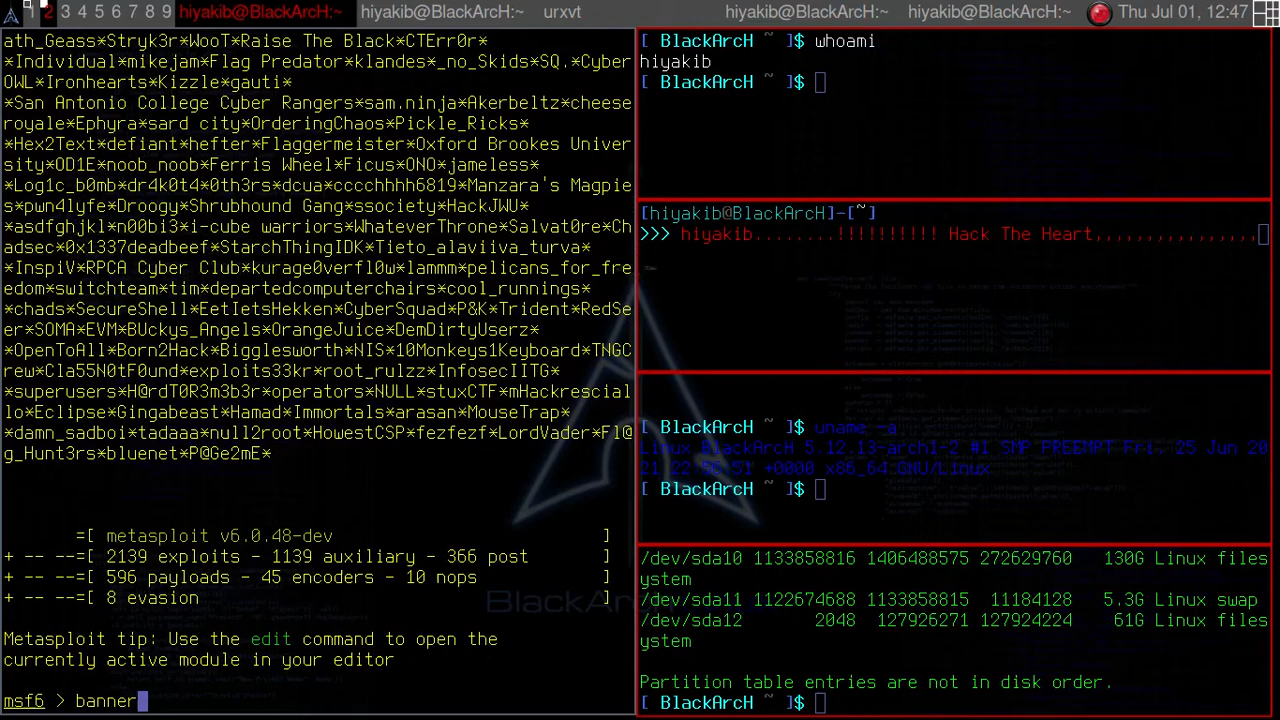 2 3 4 5 6 7 8 9 hiyakib@BlackArcH:~ hiyakib@BlackArcH:~ urxvt hiyakib@BlackArcH:~ hiyakib@BlackArcH:~ Thu Jul 01, 12:47
ath_Geass*Stryk3r*WooT*Raise The Black*CTErr0r*
*Individual*mikejam*Flag Predator*klandes*_no_Skids*SQ.*Cyber
OWL*Ironhearts*Kizzle*gauti*
*San Antonio College Cyber Rangers*sam.ninja*Akerbeltz*cheese
royale*Ephyra*sard city*OrderingChaos*Pickle_Ricks*
*Hex2Text*defiant*hefter*Flaggermeister*Oxford Brookes Univer
sity*OD1E*noob_noob*Ferris Wheel*Ficus*ONO*jameless*
*Log1c_b0mb*dr4k0t4*0th3rs*dcua*cccchhhh6819*Manzara's Magpie
s*pwn4lyfe*Droogy*Shrubhound Gang*ssociety*HackJWU*
*asdfghjkl*n00bi3*i-cube warriors*WhateverThrone*Salvat0re*Ch
adsec*0x1337deadbeef*StarchThingIDK*Tieto_alaviiva_turva*
*InspiV*RPCA Cyber Club*kurage0verfl0w*lammm*pelicans_for_fre
edom*switchteam*tim*departedcomputerchairs*cool_runnings*
*chads*SecureShell*EetIetsHekken*CyberSquad*P&K*Trident*RedSe
er*SOMA*EVM*BUckys_Angels*OrangeJuice*DemDirtyUserz*
*OpenToAll*Born2Hack*Bigglesworth*NIS*10Monkeys1Keyboard*TNGC
rew*Cla55N0tF0und*exploits33kr*root_rulzz*InfosecIITG*
*superusers*H@rdT0R3m3b3r*operators*NULL*stuxCTF*mHackrescial
lo*Eclipse*Gingabeast*Hamad*Immortals*arasan*MouseTrap*
*damn_sadboi*tadaaa*null2root*HowestCSP*fezfezf*LordVader*Fl@
g_Hunt3rs*bluenet*P@Ge2mE*
=[ metasploit v6.0.48-dev ]
+ -- --=[ 2139 exploits - 1139 auxiliary - 366 post ]
+ -- --=[ 596 payloads - 45 encoders - 10 nops ]
+ -- --=[ 8 evasion ]
Metasploit tip: Use the edit command to open the
currently active module in your editor
msf6 > banner
[ BlackArcH ~ ]$ whoami
hiyakib
[ BlackArcH ~ ]$
[hiyakib@BlackArcH]-[~]
>>> hiyakib........!!!!!!!!!! Hack The Heart,,,,,,,,,,,,,,,,
[ BlackArcH ~ ]$ uname -a
Linux BlackArcH 5.12.13-arch1-2 #1 SMP PREEMPT Fri, 25 Jun 20
21 22:56:51 +0000 x86_64 GNU/Linux
[ BlackArcH ~ ]$
/dev/sda10 1133858816 1406488575 272629760 130G Linux files
ystem
/dev/sda11 1122674688 1133858815 11184128 5.3G Linux swap
/dev/sda12 2048 127926271 127924224 61G Linux files
ystem
Partition table entries are not in disk order.
[ BlackArcH ~ ]$